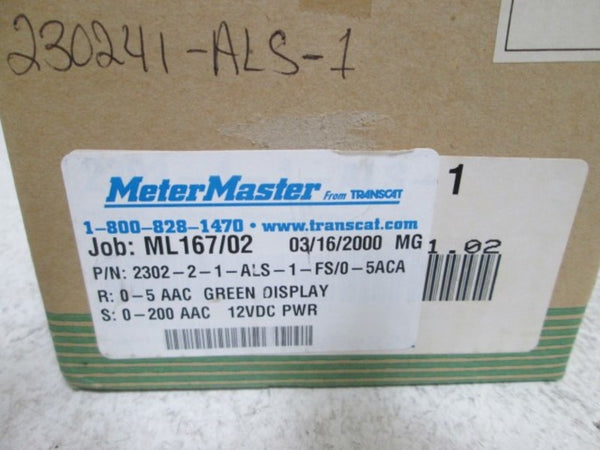 230241-ALS-1
MeterMaster From TRANSCAT
1-800-828-1470 • www.transcat.com
Job: ML167/02 03/16/2000 MG
P/N: 2302-2-1-ALS-1-FS/0-5ACA
R: 0-5 AAC GREEN DISPLAY
S: 0-200 AAC 12VDC PWR
1
1.02